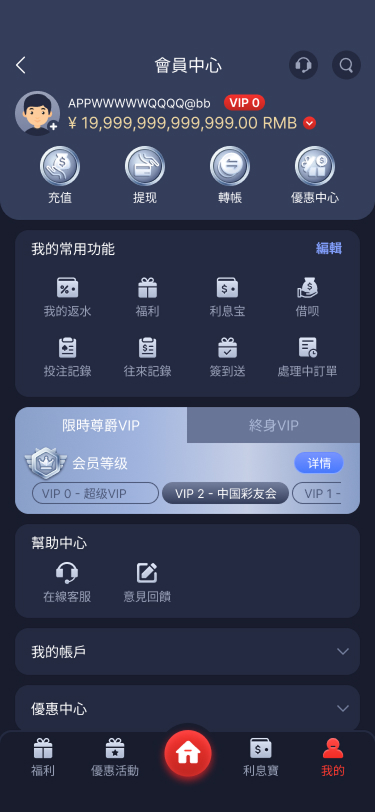 會員中心
APPWWWWWQQQQ@bb VIP 0
¥ 19,999,999,999,999.00 RMB
充值 提现 轉帳 優惠中心
我的常用功能 編輯
我的返水 福利 利息宝 借呗
投注記錄 往來記錄 簽到送 處理中訂單
限時尊爵VIP 終身VIP
会员等级 详情
VIP 0 - 超级VIP VIP 2 - 中国彩友会 VIP 1 -
幫助中心
在線客服 意見回饋
我的帳戶
優惠中心
福利 優惠活動 利息寶 我的